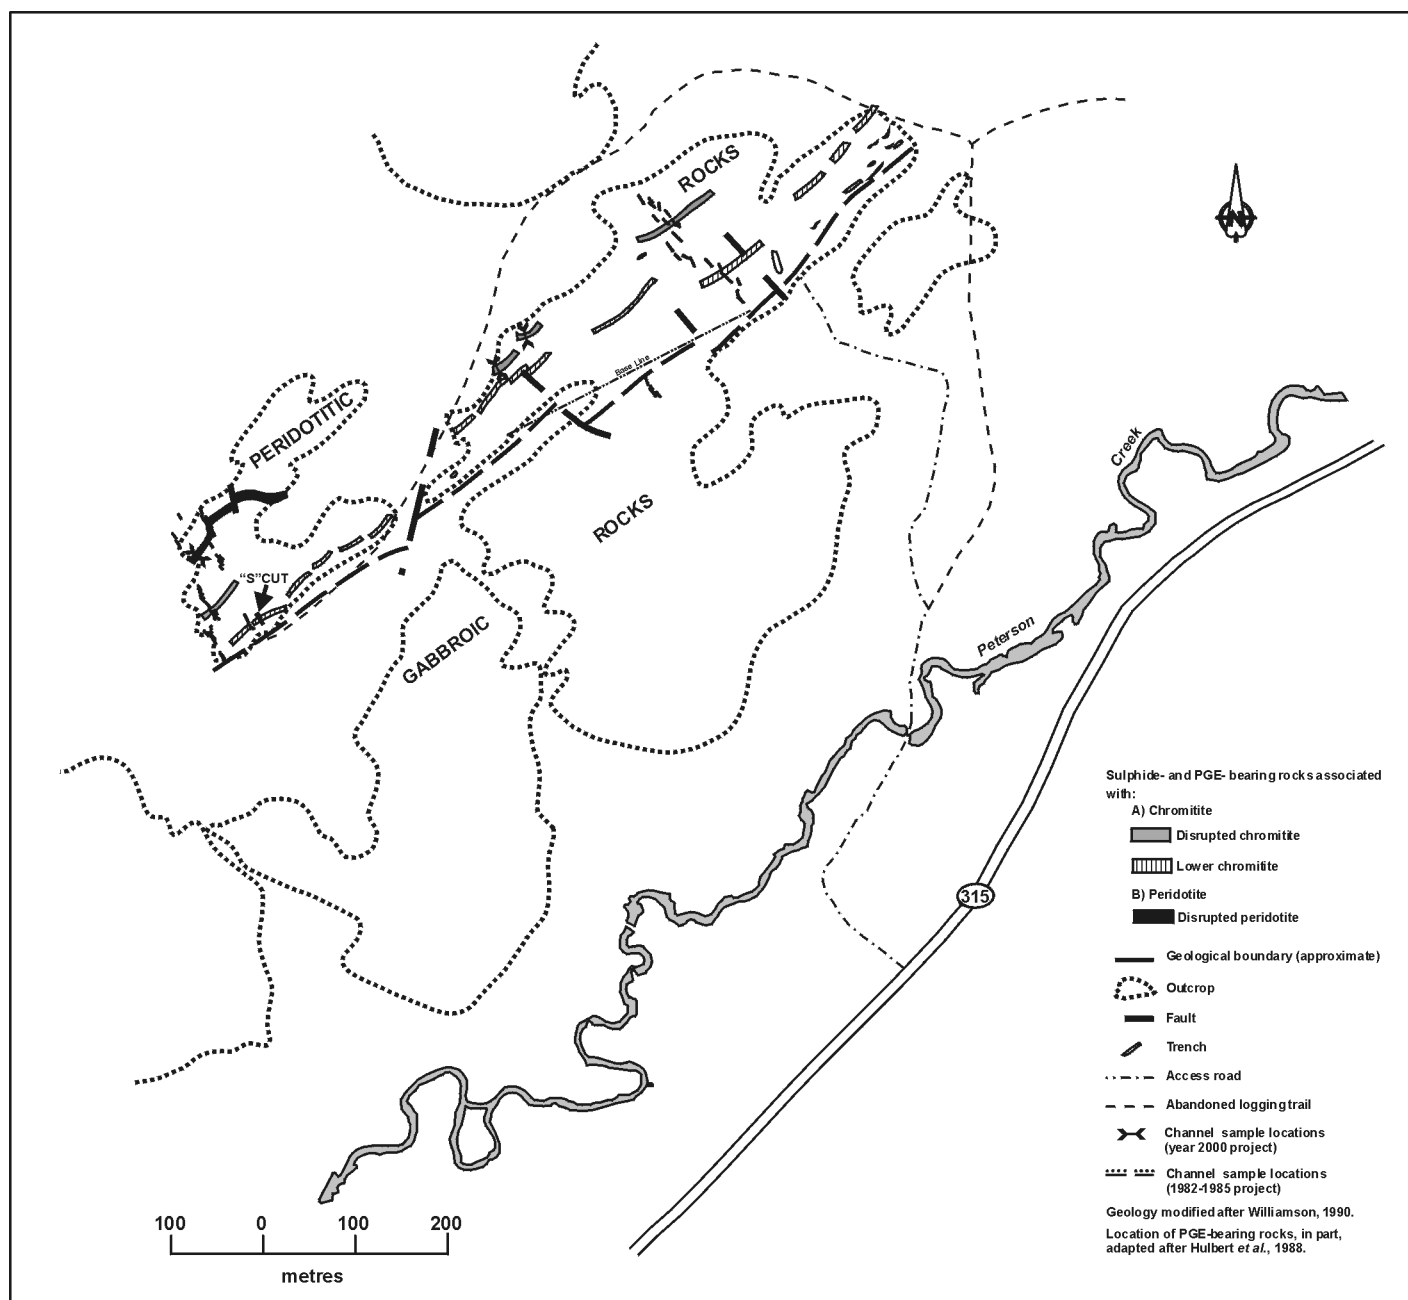 ROCKS
N
Base Line
PERIDOTITIC
Creek
ROCKS
“S”CUT
Peterson
GABBROIC
Sulphide- and PGE- bearing rocks associated
with:
A) Chromitite
Disrupted chromitite
Lower chromitite
B) Peridotite
Disrupted peridotite
315
Geological boundary (approximate)
Outcrop
Fault
Trench
Access road
Abandoned logging trail
Channel sample locations
(year 2000 project)
Channel sample locations
(1982-1985 project)
Geology modified after Williamson, 1990.
Location of PGE-bearing rocks, in part,
adapted after Hulbert et al., 1988.
100 0 100 200
metres